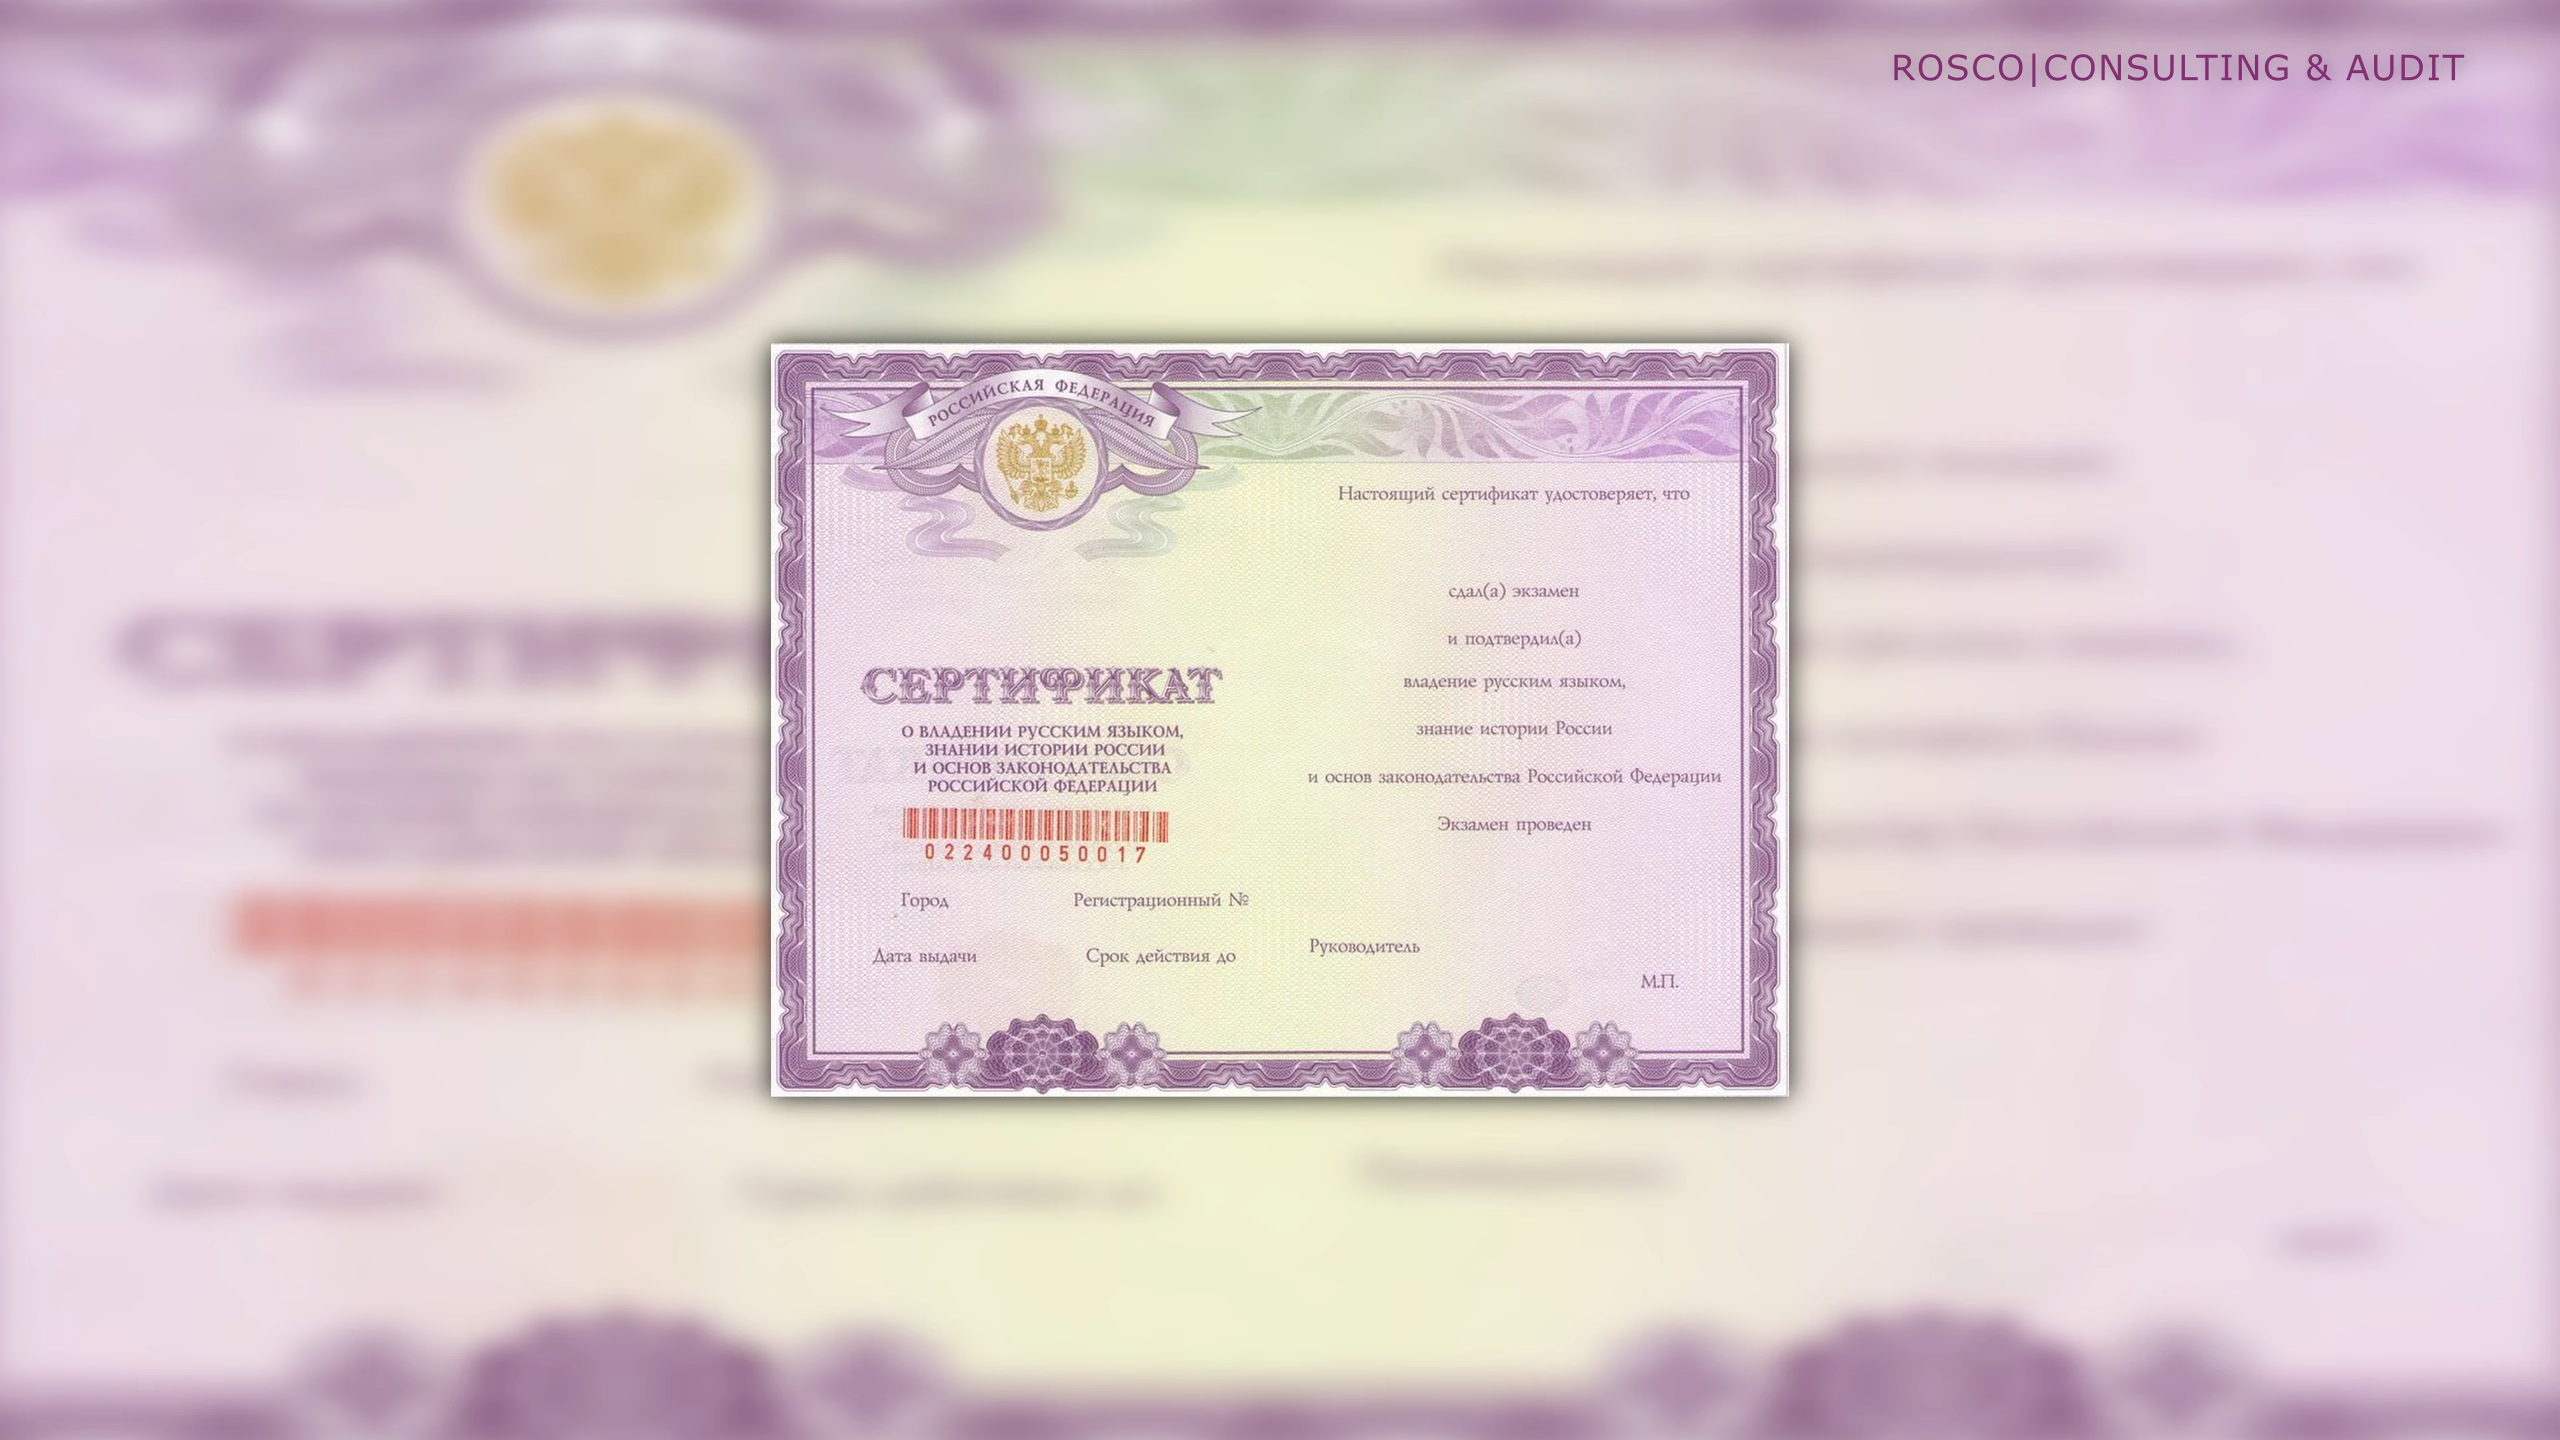 ROSCO|CONSULTING & AUDIT
РОССИЙСКАЯ ФЕДЕРАЦИЯ
СЕРТИФИКАТ
О ВЛАДЕНИИ РУССКИМ ЯЗЫКОМ,
ЗНАНИИ ИСТОРИИ РОССИИ
И ОСНОВ ЗАКОНОДАТЕЛЬСТВА
РОССИЙСКОЙ ФЕДЕРАЦИИ
022400050017
Город Регистрационный №
Дата выдачи Срок действия до
Настоящий сертификат удостоверяет, что
сдал(а) экзамен
и подтвердил(а)
владение русским языком,
знание истории России
и основ законодательства Российской Федерации
Экзамен проведен
Руководитель
М.П.